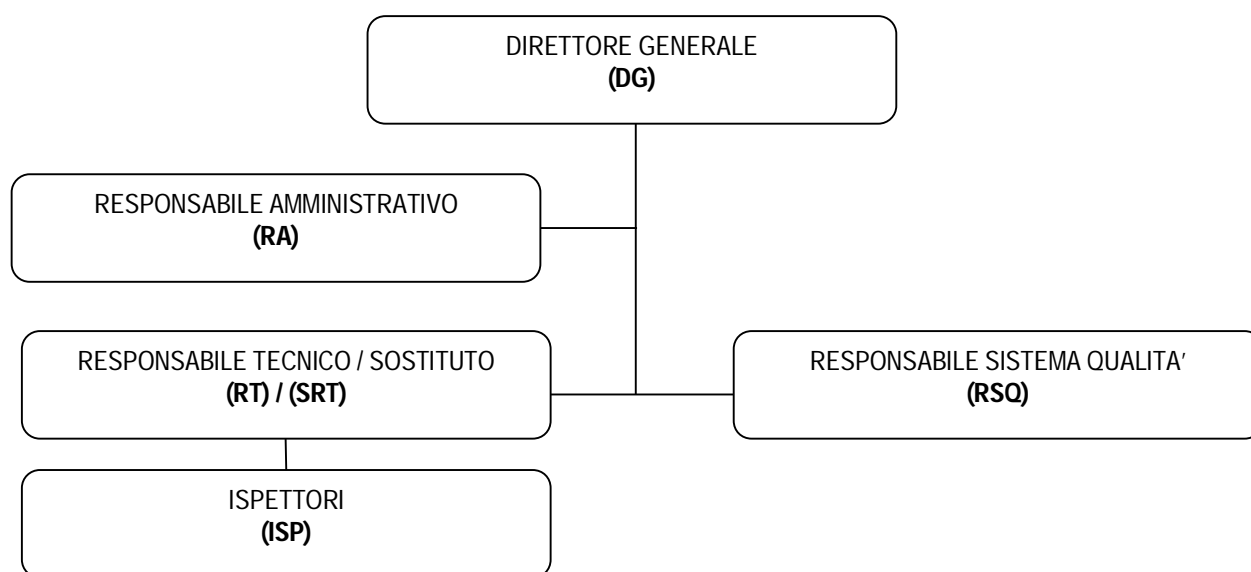 DIRETTORE GENERALE
(DG)
RESPONSABILE AMMINISTRATIVO
(RA)
RESPONSABILE TECNICO / SOSTITUTO
(RT) / (SRT)
RESPONSABILE SISTEMA QUALITA’
(RSQ)
ISPETTORI
(ISP)